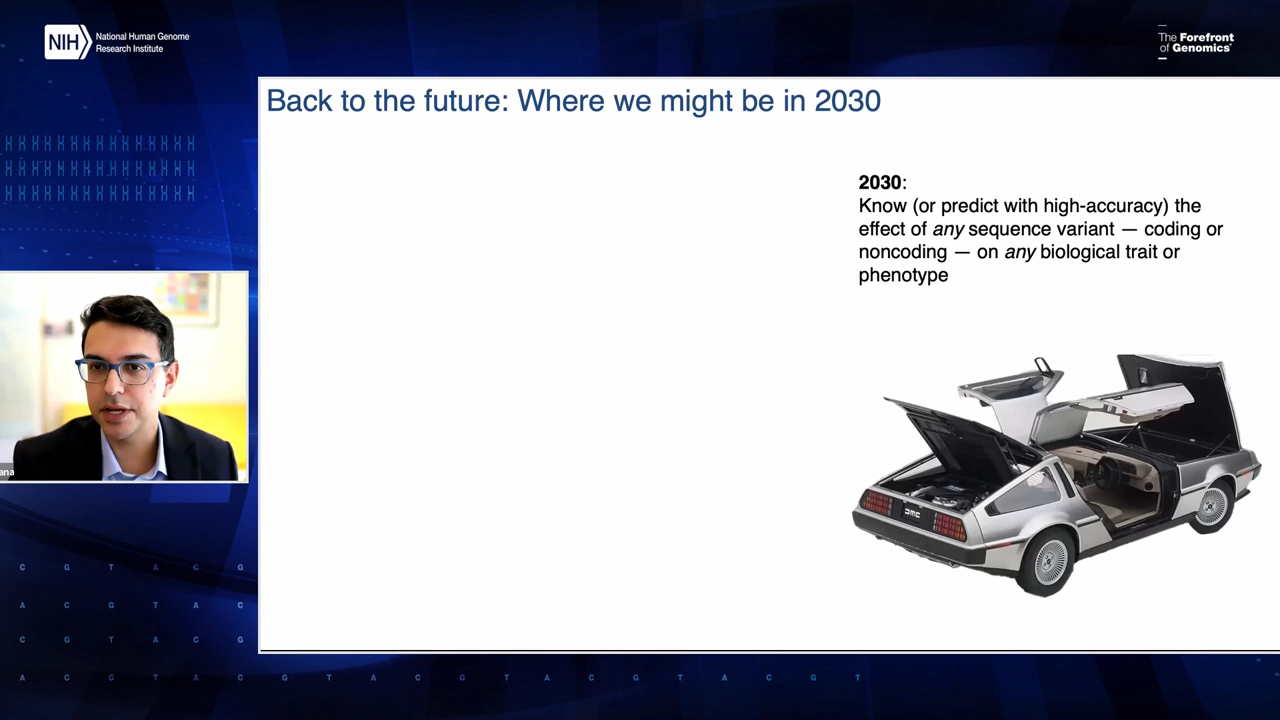 NIH
National Human Genome
Research Institute
The Forefront
of Genomics®
Back to the future: Where we might be in 2030
2030:
Know (or predict with high-accuracy) the
effect of any sequence variant — coding or
noncoding — on any biological trait or
phenotype
DMC
ana
C G T A C G
A C G T A C
C G T A C G
A C G T A C G T A C G T A C G T A C G T